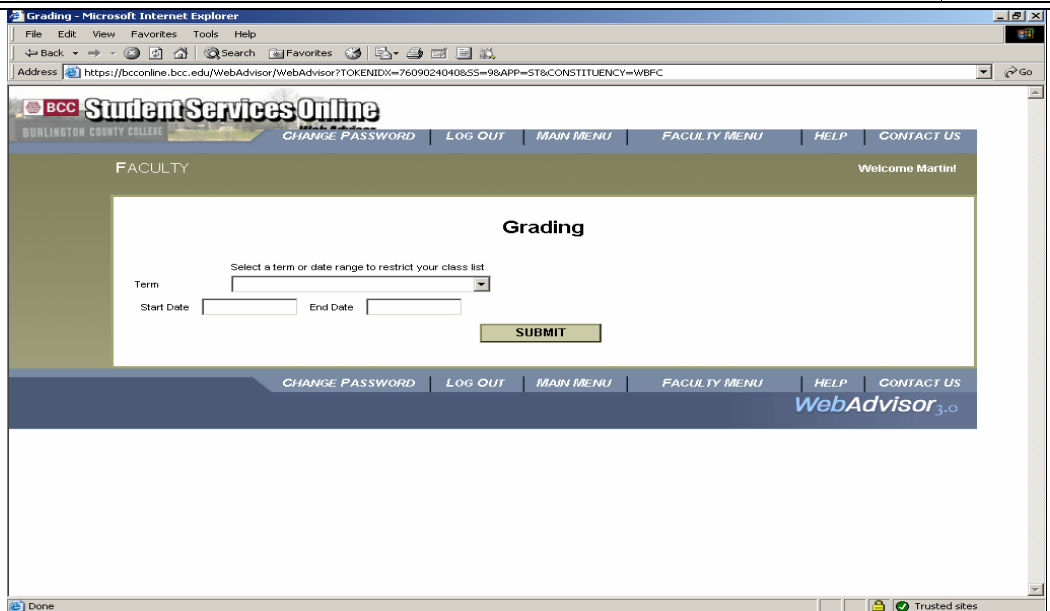 Grading - Microsoft Internet Explorer
File Edit View Favorites Tools Help
Back Search Favorites
Address https://bcconline.bcc.edu/WebAdvisor/WebAdvisor?TOKENIDX=7609024040&SS=9&APP=ST&CONSTITUENCY=WBFC Go
BCC Student Services Online
BURLINGTON COUNTY COLLEGE Web Advisor
CHANGE PASSWORD LOG OUT MAIN MENU FACULTY MENU HELP CONTACT US
FACULTY Welcome Martin!
Grading
Select a term or date range to restrict your class list
Term
Start Date End Date
SUBMIT
CHANGE PASSWORD LOG OUT MAIN MENU FACULTY MENU HELP CONTACT US
WebAdvisor 3.0
Done Trusted sites